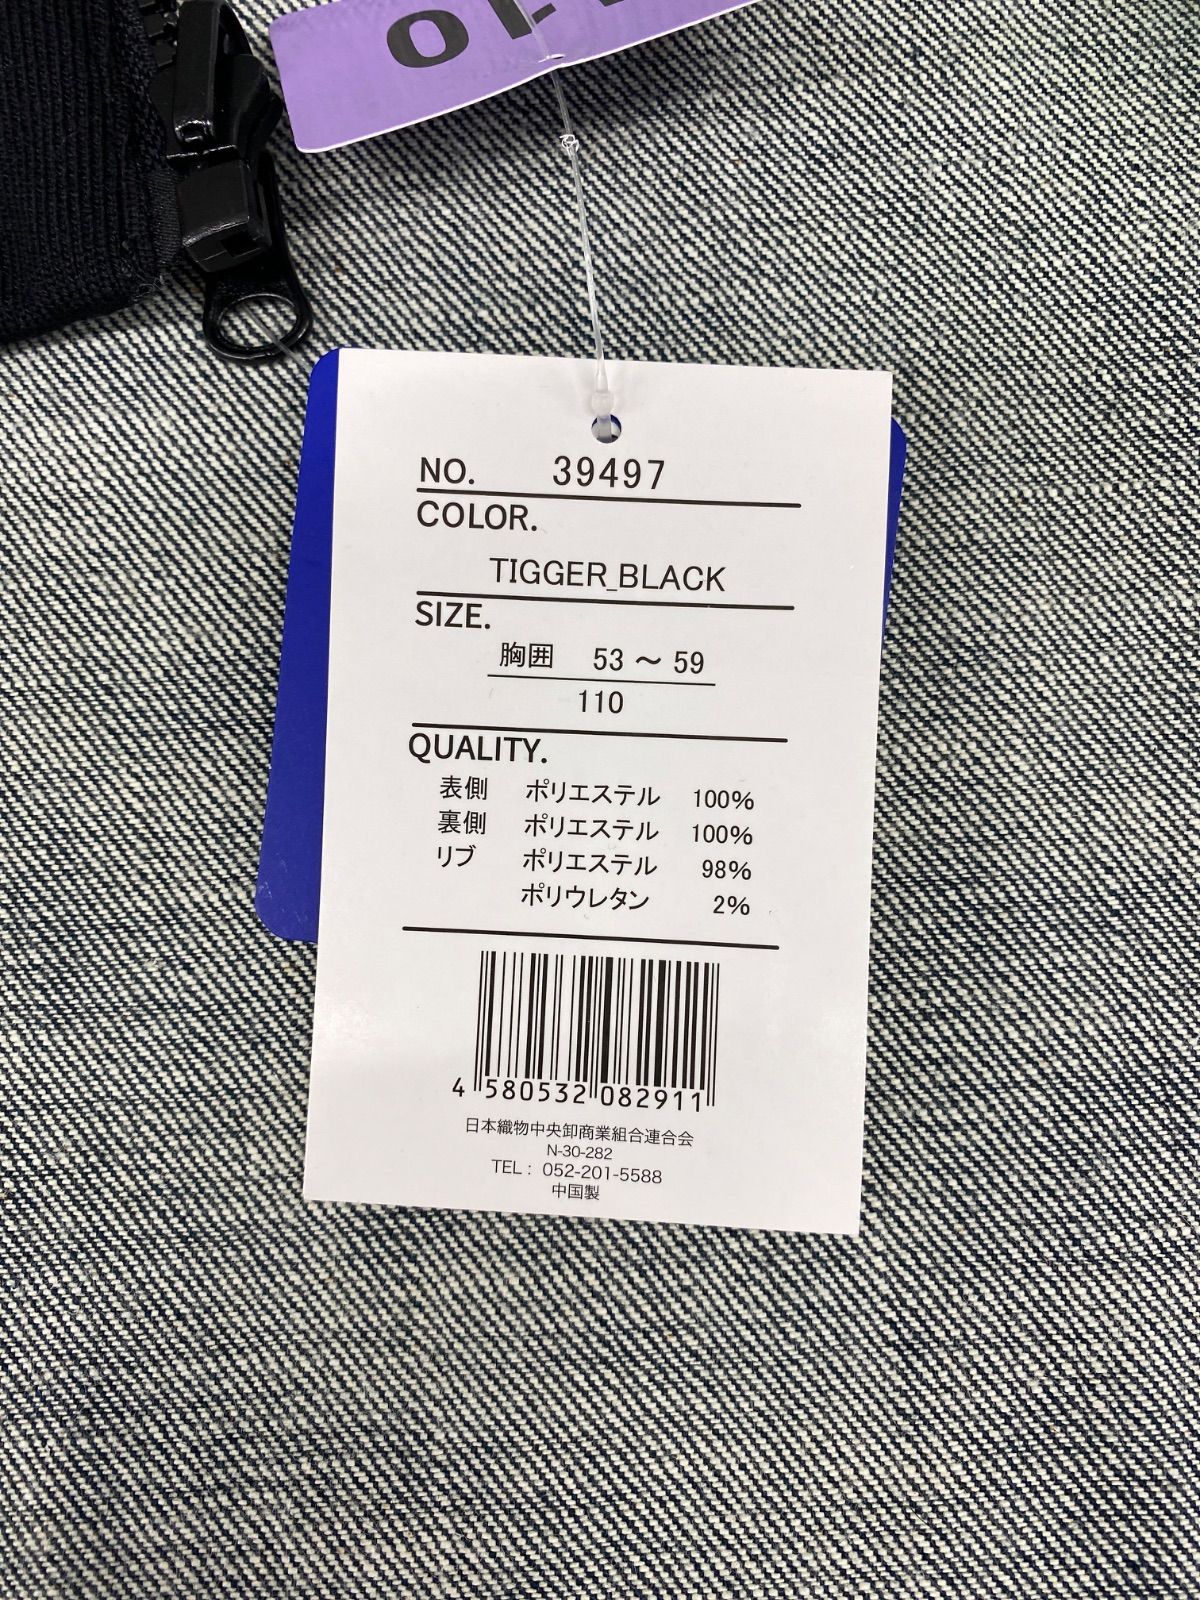 NO. 39497
COLOR.
TIGGER_BLACK
SIZE.
胸囲 53 ～ 59
110
QUALITY.
表側 ポリエステル 100%
裏側 ポリエステル 100%
リブ ポリエステル 98%
ポリウレタン 2%
4 580532 082911
日本織物中央卸商業組合連合会
N-30-282
TEL : 052-201-5588
中国製